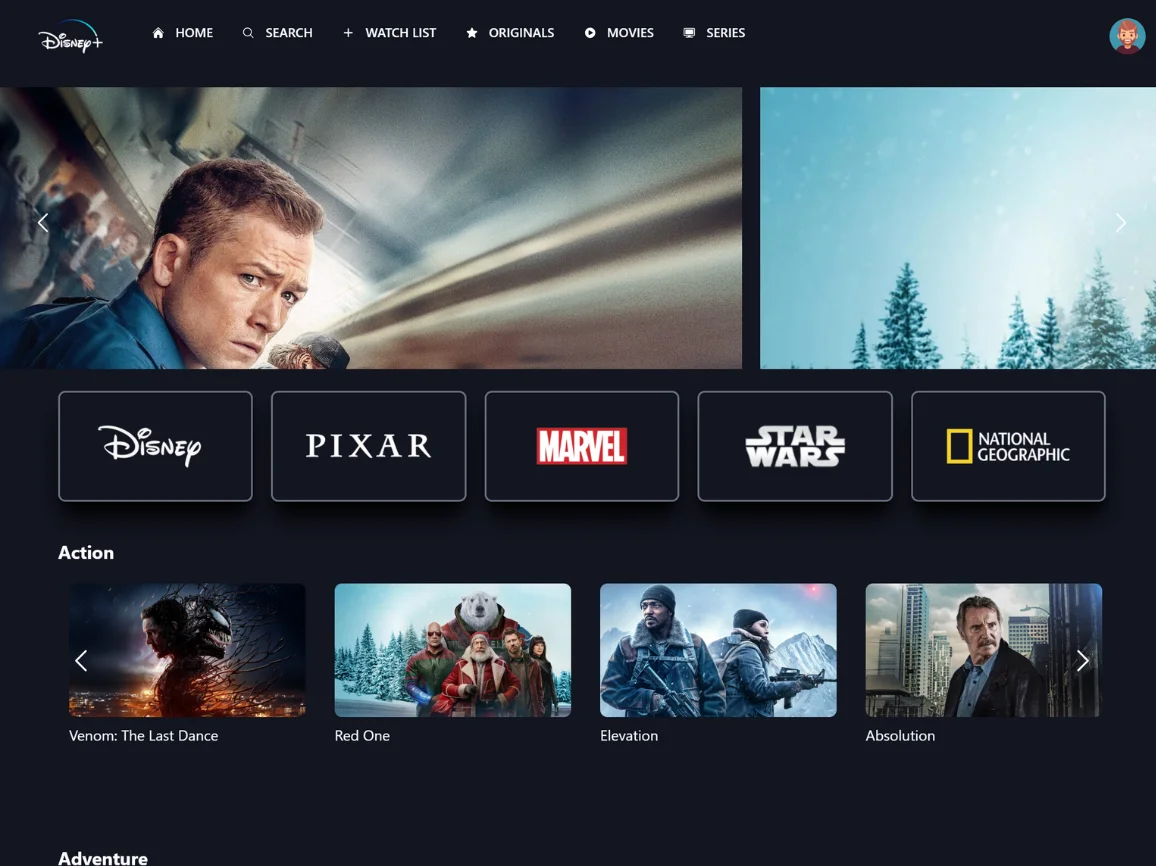 Disney+
HOME
SEARCH
WATCH LIST
ORIGINALS
MOVIES
SERIES
Disney
PIXAR
MARVEL
STAR
WARS
NATIONAL
GEOGRAPHIC
Action
Venom: The Last Dance
Red One
Elevation
Absolution
Adventure